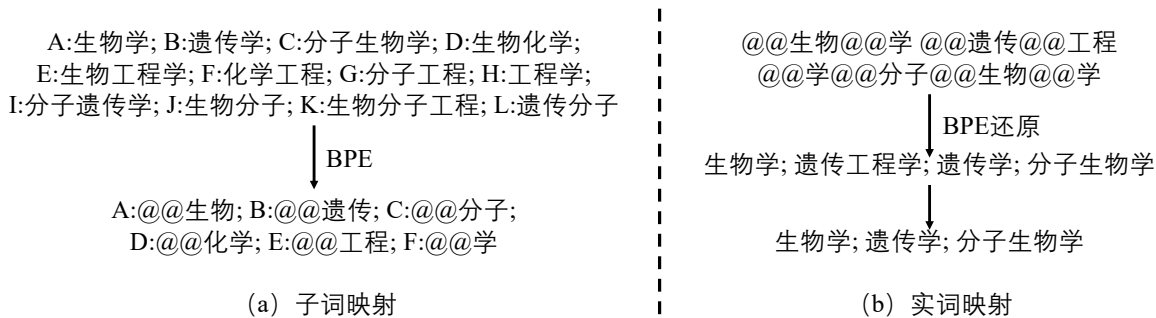 A:生物学; B:遗传学; C:分子生物学; D:生物化学;
E:生物工程学; F:化学工程; G:分子工程; H:工程学;
I:分子遗传学; J:生物分子; K:生物分子工程; L:遗传分子
BPE
A:@@生物; B:@@遗传; C:@@分子;
D:@@化学; E:@@工程; F:@@学
(a) 子词映射
@@生物@@学 @@遗传@@工程
@@学@@分子@@生物@@学
BPE还原
生物学; 遗传工程学; 遗传学; 分子生物学
生物学; 遗传学; 分子生物学
(b) 实词映射